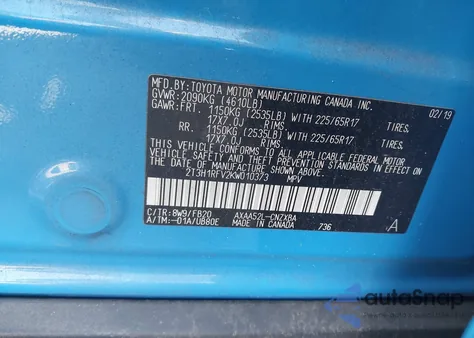 MFD.BY:TOYOTA MOTOR MANUFACTURING CANADA INC.
GVWR:2090KG (4610LB) 02/19
GAWR:FRT. 1150KG (2535LB) WITH 225/65R17 TIRES,
17X7.0J RIMS
RR. 1150KG (2535LB) WITH 225/65R17 TIRES,
17X7.0J RIMS
THIS VEHICLE CONFORMS TO ALL APPLICABLE FEDERAL MOTOR
VEHICLE SAFETY, BUMPER, AND THEFT PREVENTION STANDARDS IN
EFFECT ON THE DATE OF MANUFACTURE SHOWN ABOVE.
2T3H1RFV2KW010373 MPV
C/TR:8W9/FB20 AXAA52L-CNZXBA A
A/TM:-01A/UB80E MADE IN CANADA 736
autoSnap